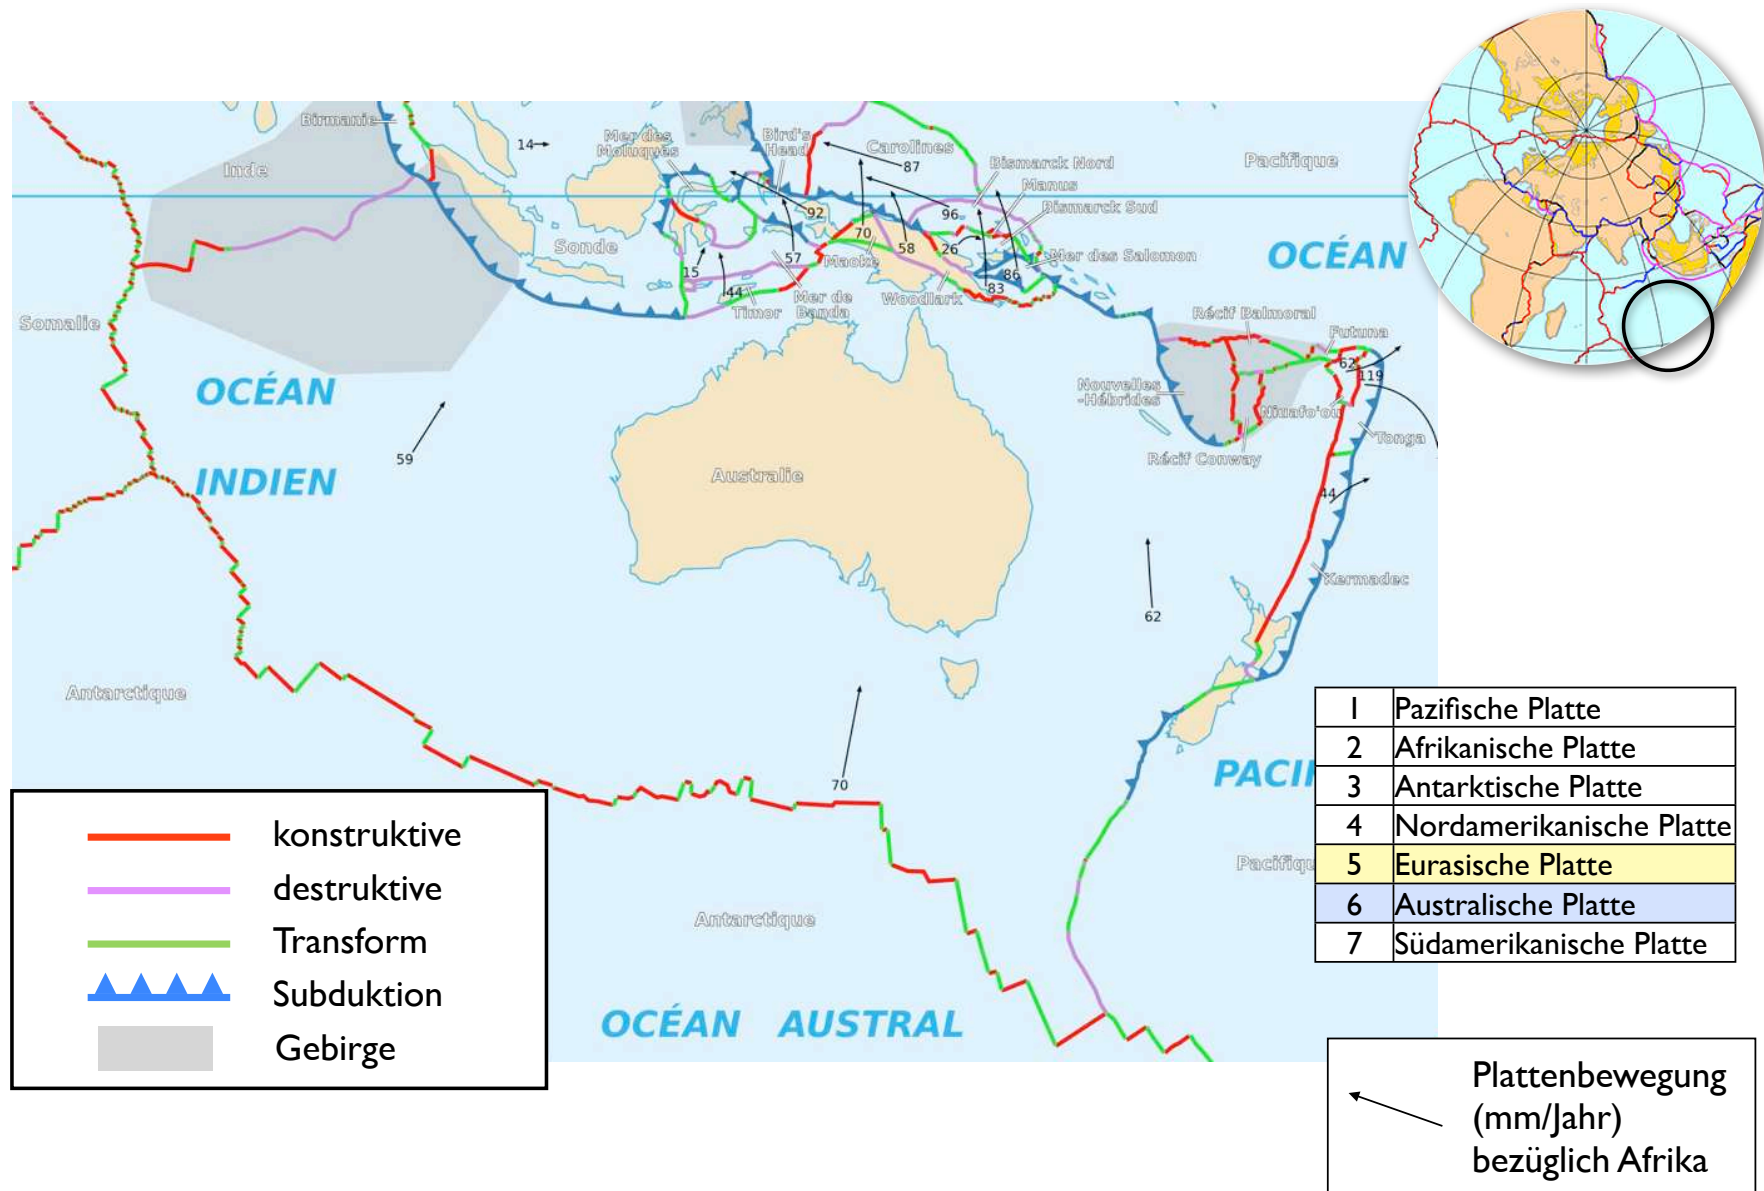 Birmanie
Inde
14
Mer des
Moluques
Bird's
Head
Carolines
87
Bismarck Nord
Manus
Bismarck Sud
Pacifique
92
96
70
58
26
Sonde
57
Maoke
15
44
86
83
Mer des Salomon
OCÉAN
Timor
Mer de
Banda
Woodlark
Somalie
Récif Balmoral
Futuna
62
119
OCÉAN
INDIEN
Nouvelles
-Hébrides
Niuafo'ou
Tonga
59
Australie
Récif Conway
44
Kermadec
62
Antarctique
70
PACI
Pacifiqu
Antarctique
OCÉAN AUSTRAL
konstruktive
destruktive
Transform
Subduktion
Gebirge
1 Pazifische Platte
2 Afrikanische Platte
3 Antarktische Platte
4 Nordamerikanische Platte
5 Eurasische Platte
6 Australische Platte
7 Südamerikanische Platte
Plattenbewegung
(mm/Jahr)
bezüglich Afrika